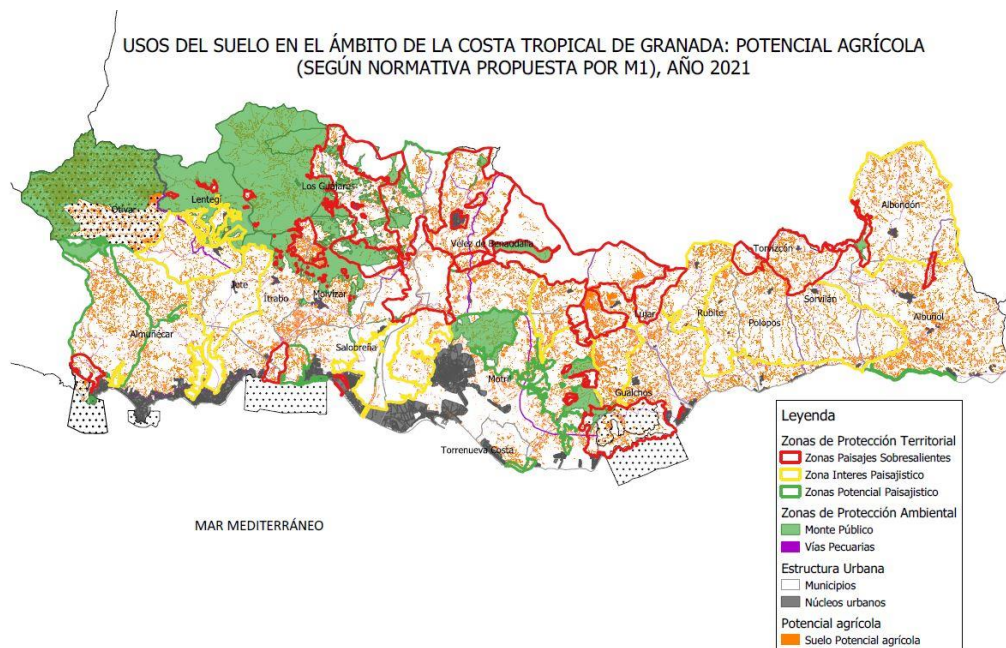 USOS DEL SUELO EN EL ÁMBITO DE LA COSTA TROPICAL DE GRANADA: POTENCIAL AGRÍCOLA
(SEGÚN NORMATIVA PROPUESTA POR M1), AÑO 2021
Otívar
Lentegí
Los Guájares
Vélez de Benaudalla
Albondón
Torvizcón
Jete
Itrabo
Molvízar
Lújar
Rubite
Polopos
Sorvilán
Albuñol
Almuñécar
Salobreña
Motril
Gualchos
Torrenueva Costa
MAR MEDITERRÁNEO
Leyenda
Zonas de Protección Territorial
Zonas Paisajes Sobresalientes
Zona Interes Paisajistico
Zonas Potencial Paisajistico
Zonas de Protección Ambiental
Monte Público
Vías Pecuarias
Estructura Urbana
Municipios
Núcleos urbanos
Potencial agrícola
Suelo Potencial agrícola